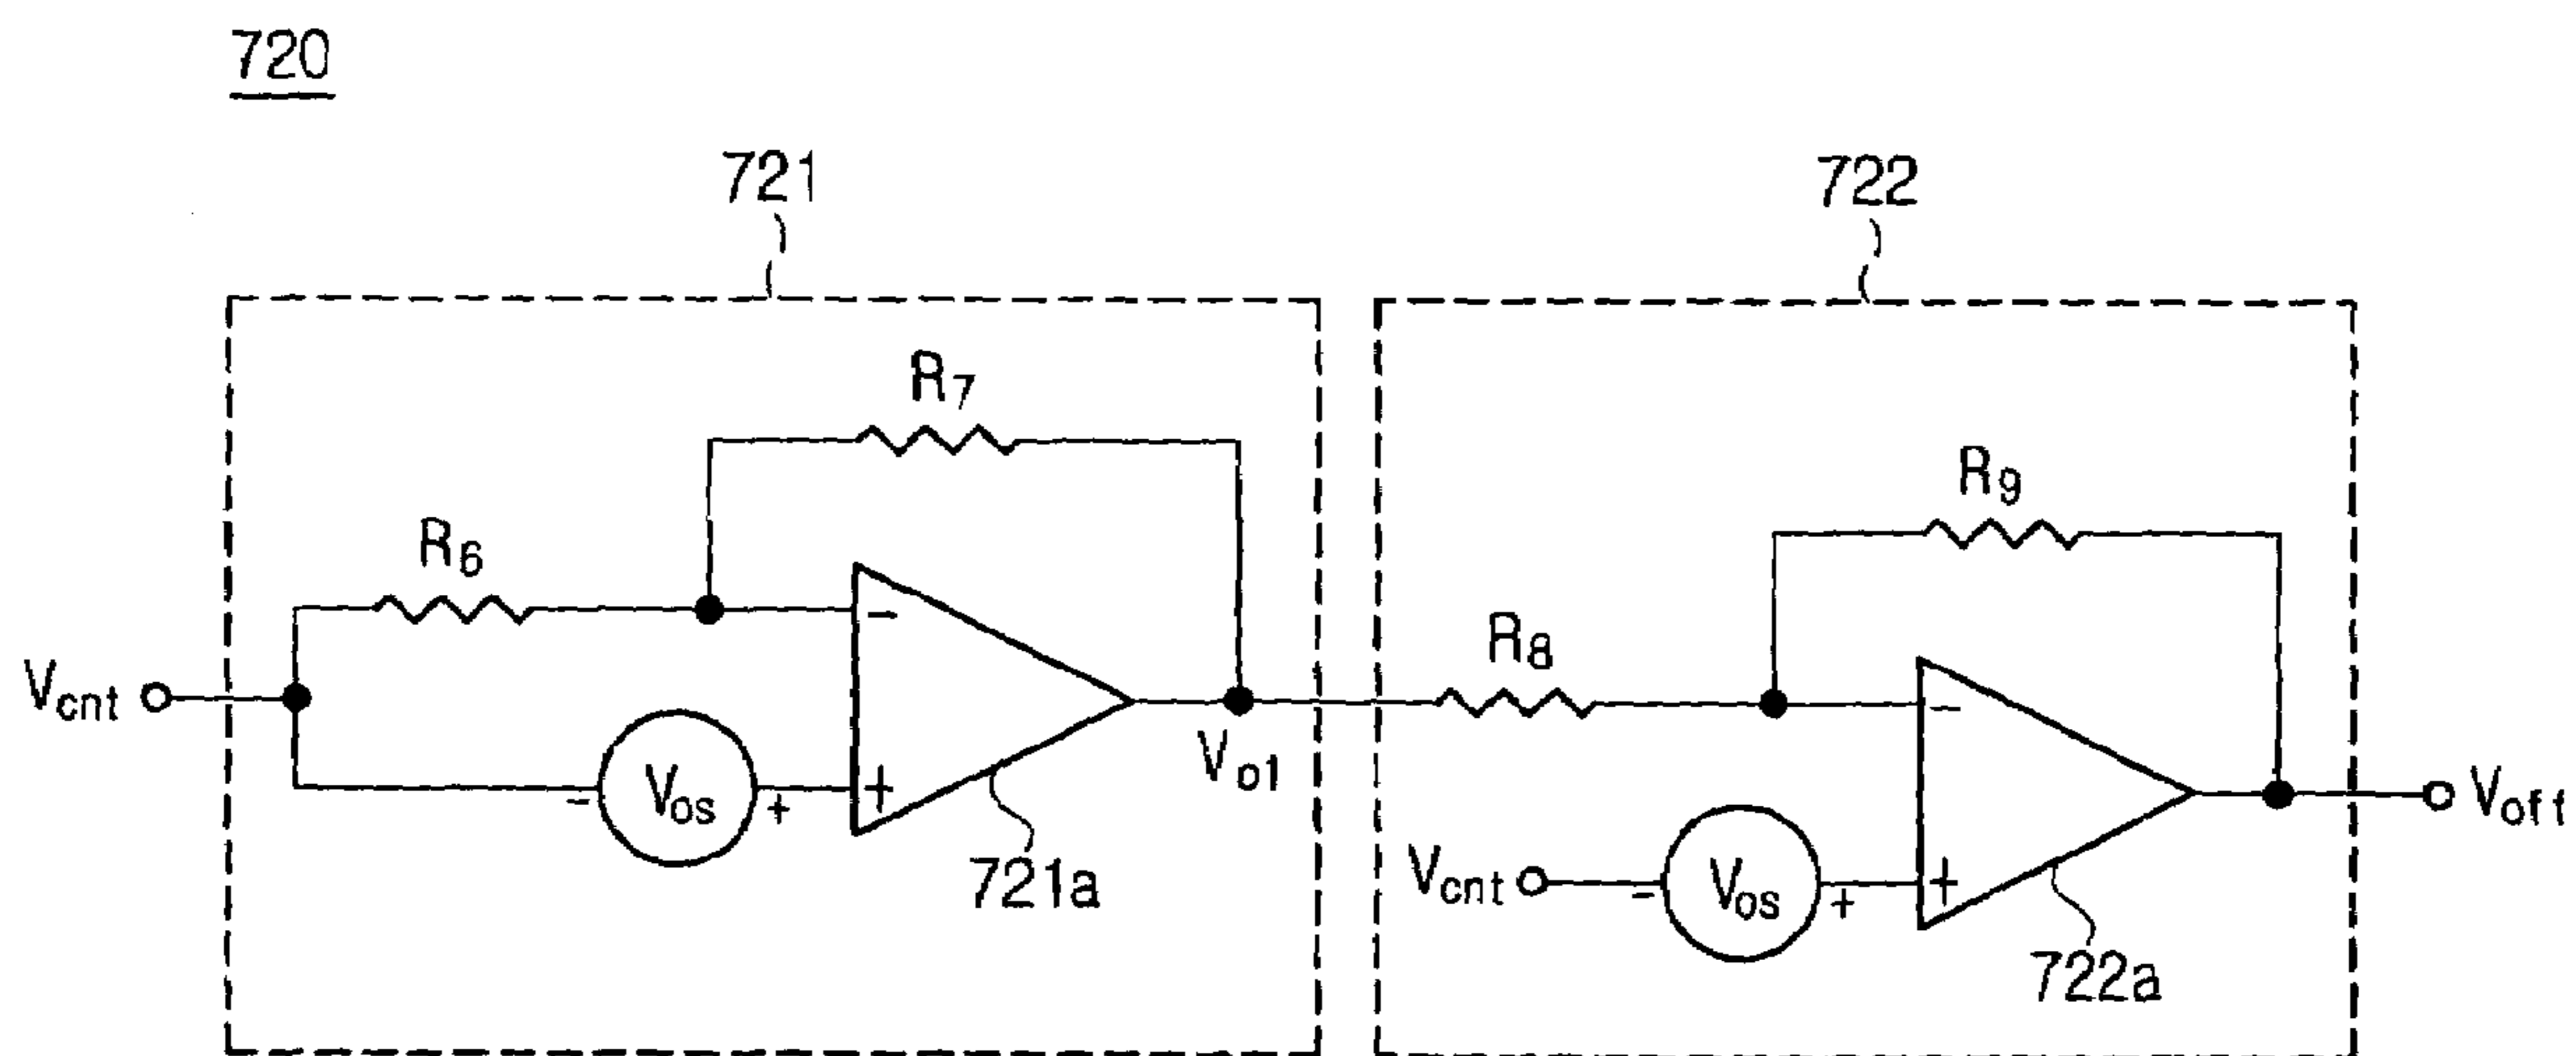 720
721
722
R7
R9
R6
R8
-
-
Vcnt
Vo1
- Vos +
+
Voff
721a
Vcnt
- Vos +
+
722a